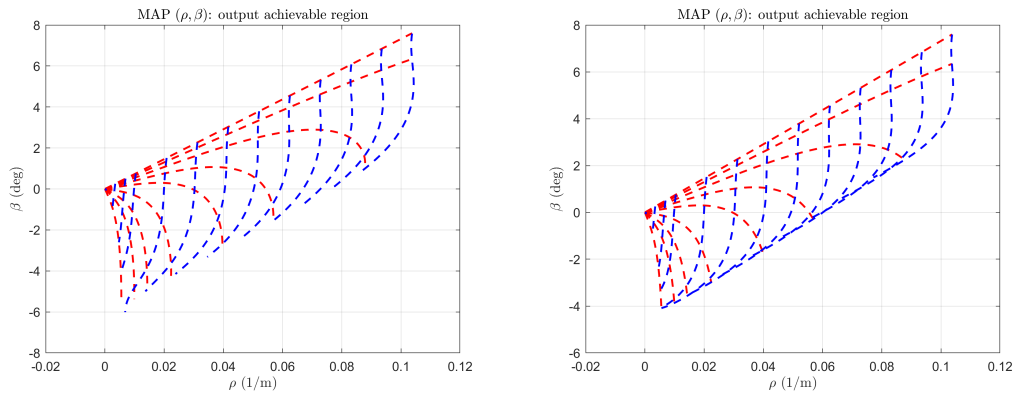 MAP (ρ, β): output achievable region
8
6
4
2
0
-2
-4
-6
-8
β (deg)
-0.02 0 0.02 0.04 0.06 0.08 0.1 0.12
ρ (1/m)
MAP (ρ, β): output achievable region
8
6
4
2
0
-2
-4
-6
β (deg)
-0.02 0 0.02 0.04 0.06 0.08 0.1 0.12
ρ (1/m)